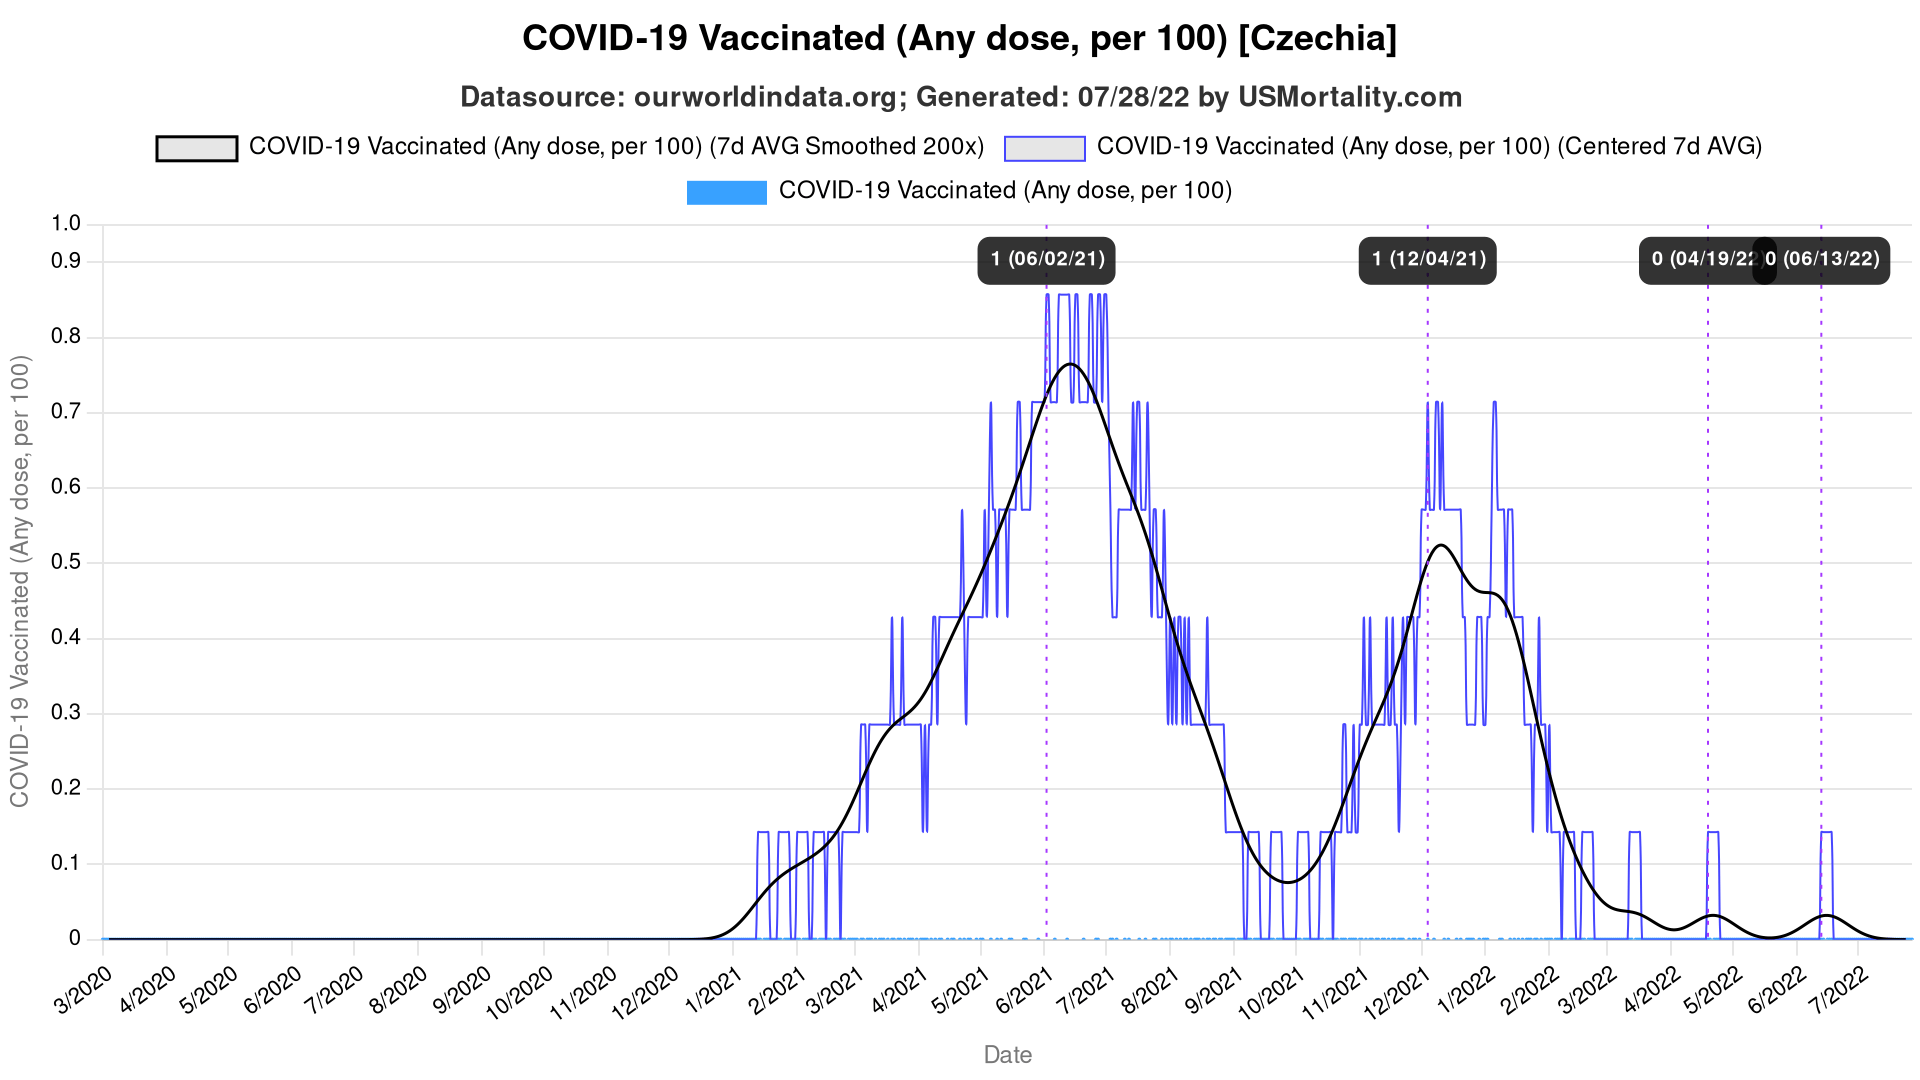 COVID-19 Vaccinated (Any dose, per 100) [Czechia]
Datasource: ourworldindata.org; Generated: 07/28/22 by USMortality.com
COVID-19 Vaccinated (Any dose, per 100) (7d AVG Smoothed 200x) COVID-19 Vaccinated (Any dose, per 100) (Centered 7d AVG)
COVID-19 Vaccinated (Any dose, per 100)
1.0
0.9
0.8
0.7
0.6
0.5
0.4
0.3
0.2
0.1
0
COVID-19 Vaccinated (Any dose, per 100)
1 (06/02/21) 1 (12/04/21) 0 (04/19/22) 0 (06/13/22)
3/2020 4/2020 5/2020 6/2020 7/2020 8/2020 9/2020 10/2020 11/2020 12/2020 1/2021 2/2021 3/2021 4/2021 5/2021 6/2021 7/2021 8/2021 9/2021 10/2021 11/2021 12/2021 1/2022 2/2022 3/2022 4/2022 5/2022 6/2022 7/2022
Date